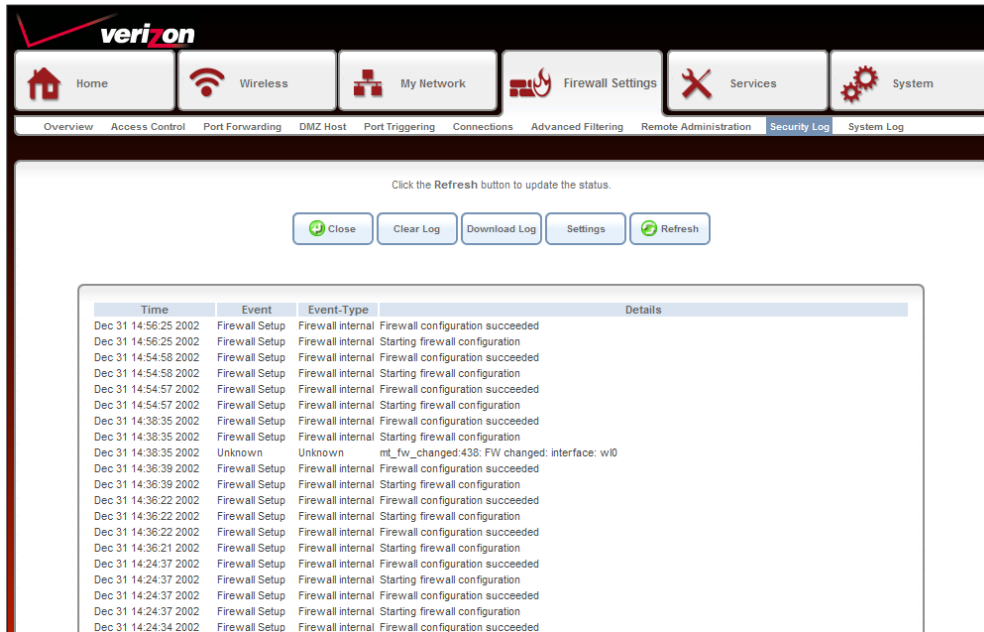 verizon
Home Wireless My Network Firewall Settings Services System
Overview Access Control Port Forwarding DMZ Host Port Triggering Connections Advanced Filtering Remote Administration Security Log System Log
Click the Refresh button to update the status.
Close Clear Log Download Log Settings Refresh
Time Event Event-Type Details
Dec 31 14:56:25 2002 Firewall Setup Firewall internal Firewall configuration succeeded
Dec 31 14:56:25 2002 Firewall Setup Firewall internal Starting firewall configuration
Dec 31 14:54:58 2002 Firewall Setup Firewall internal Firewall configuration succeeded
Dec 31 14:54:58 2002 Firewall Setup Firewall internal Starting firewall configuration
Dec 31 14:54:57 2002 Firewall Setup Firewall internal Firewall configuration succeeded
Dec 31 14:54:57 2002 Firewall Setup Firewall internal Starting firewall configuration
Dec 31 14:38:35 2002 Firewall Setup Firewall internal Firewall configuration succeeded
Dec 31 14:38:35 2002 Firewall Setup Firewall internal Starting firewall configuration
Dec 31 14:38:35 2002 Unknown Unknown mt_fw_changed:438: FW changed: interface: wl0
Dec 31 14:36:39 2002 Firewall Setup Firewall internal Firewall configuration succeeded
Dec 31 14:36:39 2002 Firewall Setup Firewall internal Starting firewall configuration
Dec 31 14:36:22 2002 Firewall Setup Firewall internal Firewall configuration succeeded
Dec 31 14:36:22 2002 Firewall Setup Firewall internal Starting firewall configuration
Dec 31 14:36:22 2002 Firewall Setup Firewall internal Firewall configuration succeeded
Dec 31 14:36:21 2002 Firewall Setup Firewall internal Starting firewall configuration
Dec 31 14:24:37 2002 Firewall Setup Firewall internal Firewall configuration succeeded
Dec 31 14:24:37 2002 Firewall Setup Firewall internal Starting firewall configuration
Dec 31 14:24:37 2002 Firewall Setup Firewall internal Firewall configuration succeeded
Dec 31 14:24:37 2002 Firewall Setup Firewall internal Starting firewall configuration
Dec 31 14:24:34 2002 Firewall Setup Firewall internal Firewall configuration succeeded